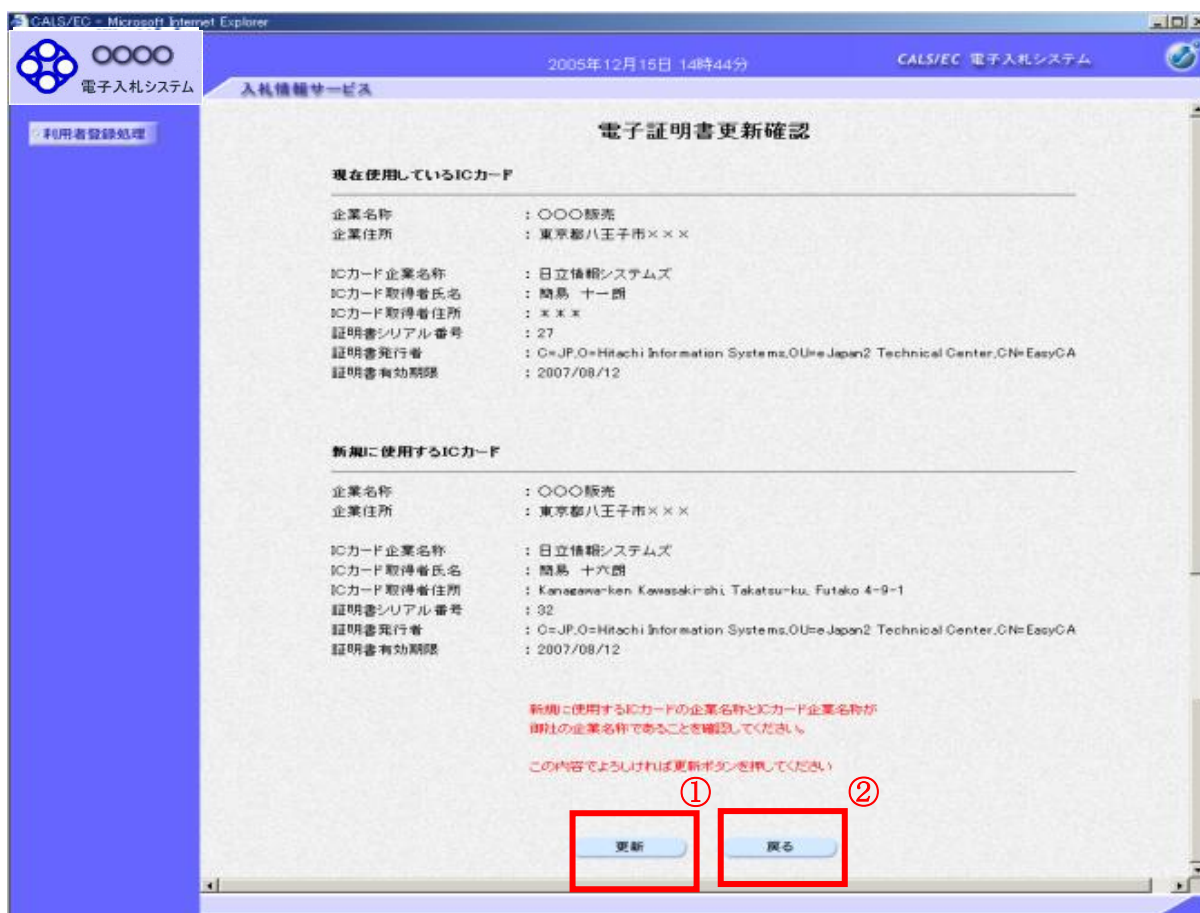 CALS/EC - Microsoft Internet Explorer
○○○○
電子入札システム
2005年12月15日 14時44分
CALS/EC 電子入札システム
入札情報サービス
利用者登録処理
電子証明書更新確認
現在使用しているICカード
企業名称 : ○○○販売
企業住所 : 東京都八王子市×××
ICカード企業名称 : 日立情報システムズ
ICカード取得者氏名 : 簡易 十一朗
ICカード取得者住所 : ＊＊＊
証明書シリアル番号 : 27
証明書発行者 : C=JP,O=Hitachi Information Systems,OU=eJapan2 Technical Center,CN=EasyCA
証明書有効期限 : 2007/08/12
新規に使用するICカード
企業名称 : ○○○販売
企業住所 : 東京都八王子市×××
ICカード企業名称 : 日立情報システムズ
ICカード取得者氏名 : 簡易 十六朗
ICカード取得者住所 : Kanagawa-ken Kawasaki-shi, Takatsu-ku, Futako 4-9-1
証明書シリアル番号 : 32
証明書発行者 : C=JP,O=Hitachi Information Systems,OU=eJapan2 Technical Center,CN=EasyCA
証明書有効期限 : 2007/08/12
新規に使用するICカードの企業名称とICカード企業名称が
御社の企業名称であることを確認してください。
この内容でよろしければ更新ボタンを押してください
① ②
更新 戻る